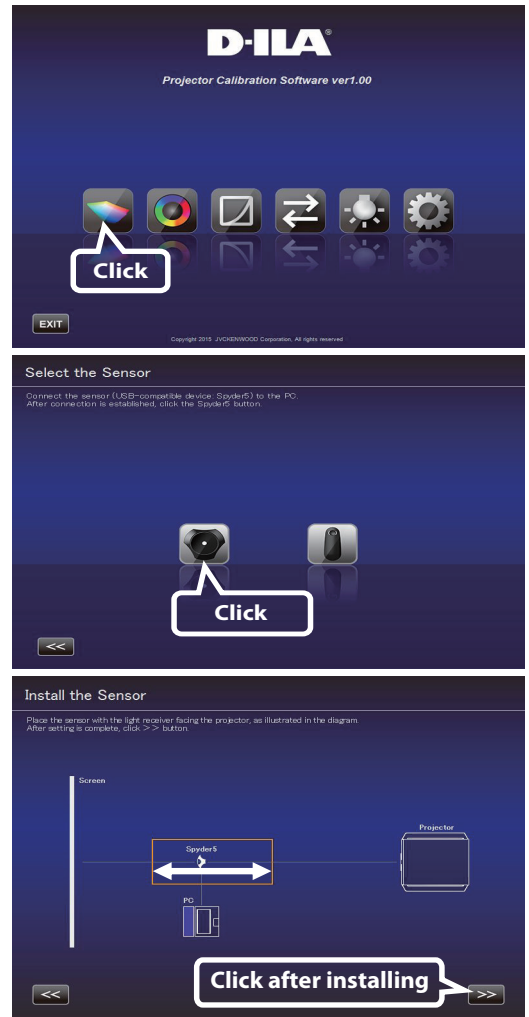 D-ILA®
Projector Calibration Software ver1.00
Click
EXIT
Copyright 2015 JVCKENWOOD Corporation, All rights reserved
Select the Sensor
Connect the sensor (USB-compatible device: Spyder5) to the PC.
After connection is established, click the Spyder5 button.
Click
<<
Install the Sensor
Place the sensor with the light receiver facing the projector, as illustrated in the diagram.
After setting is complete, click >> button.
Screen
Projector
Spyder5
PC
Click after installing
<<
>>